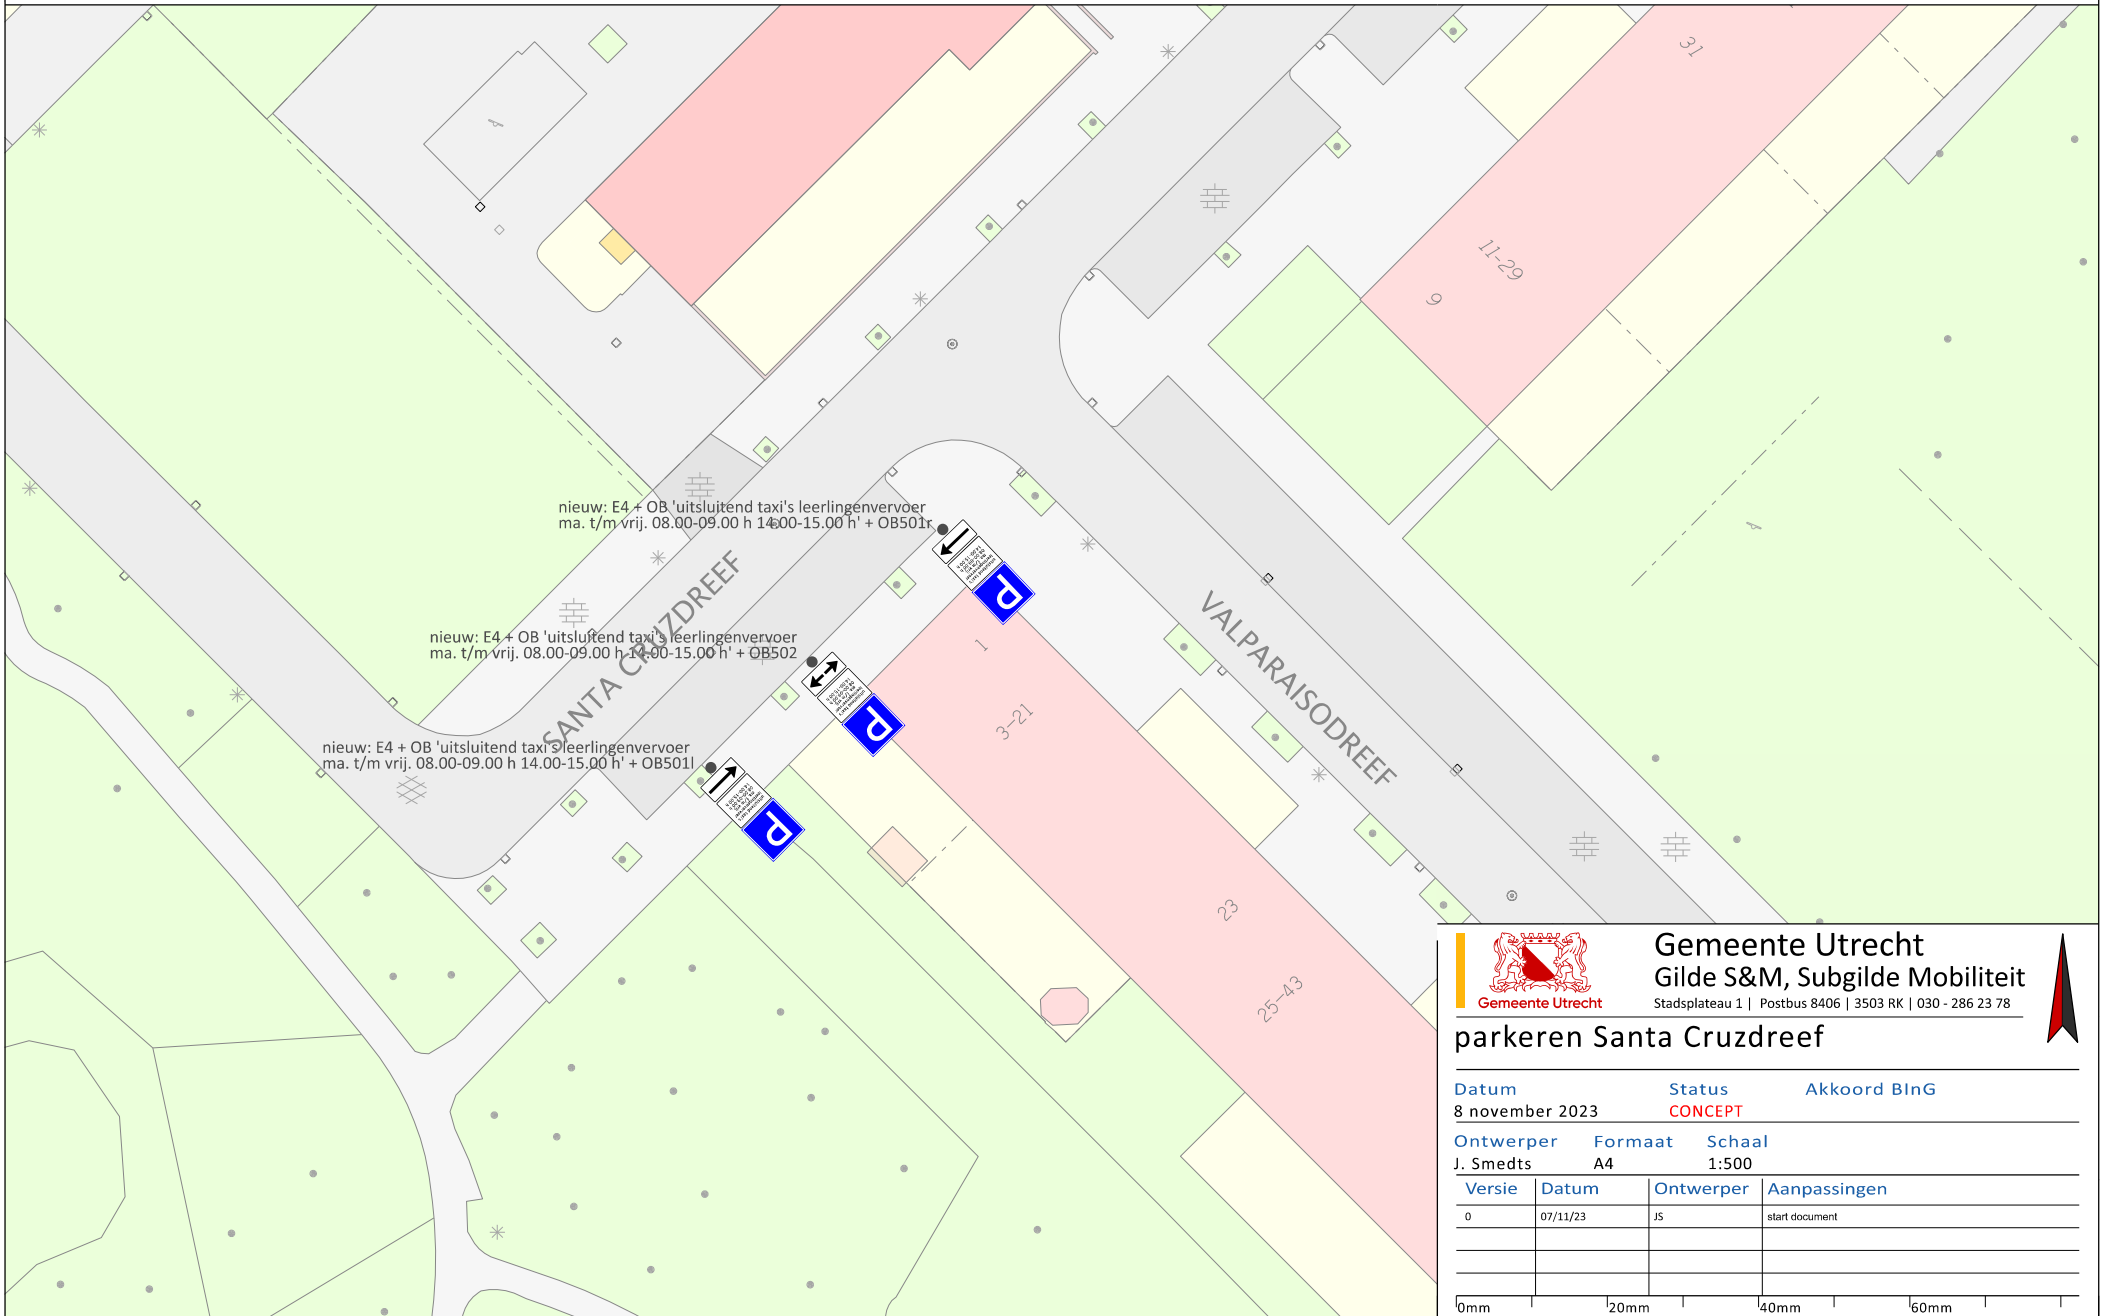 31
11-29
9
nieuw: E4 + OB 'uitsluitend taxi's leerlingenvervoer
ma. t/m vrij. 08.00-09.00 h 14.00-15.00 h' + OB501r
P
nieuw: E4 + OB 'uitsluitend taxi's leerlingenvervoer
ma. t/m vrij. 08.00-09.00 h 14.00-15.00 h' + OB502
P
nieuw: E4 + OB 'uitsluitend taxi's leerlingenvervoer
ma. t/m vrij. 08.00-09.00 h 14.00-15.00 h' + OB501l
P
SANTA CRUZDREEF
VALPARAISODREEF
1
3-21
23
25-43
Gemeente Utrecht
Gemeente Utrecht
Gilde S&M, Subgilde Mobiliteit
Stadsplateau 1 | Postbus 8406 | 3503 RK | 030 - 286 23 78
parkeren Santa Cruzdreef
Datum Status Akkoord BInG
8 november 2023 CONCEPT
Ontwerper Formaat Schaal
J. Smedts A4 1:500
Versie Datum Ontwerper Aanpassingen
0 07/11/23 JS start document
0mm 20mm 40mm 60mm